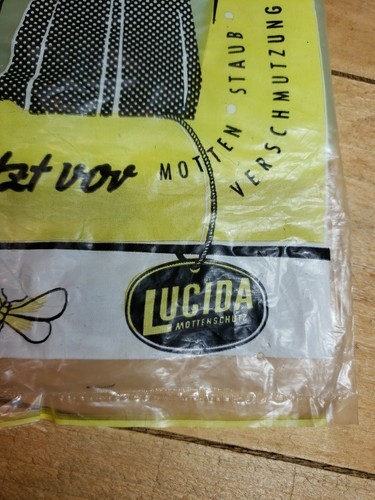 MOTTEN • STAUB •
VERSCHMUTZUNG
tzt vor
LUCIDA
MOTTENSCHUTZ